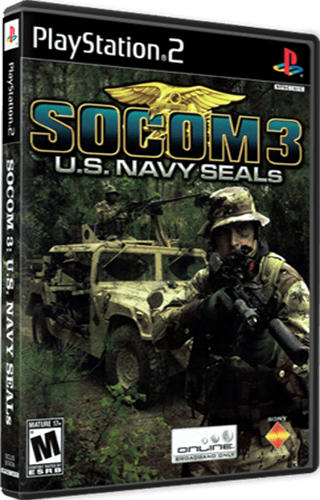 PlayStation®2
NTSC U/C
SOCOM 3
U.S. NAVY SEALs
PlayStation 2
SOCOM 3: U.S. NAVY SEALs
MATURE 17+
M
ESRB
ONLINE
BROADBAND ONLY
SONY